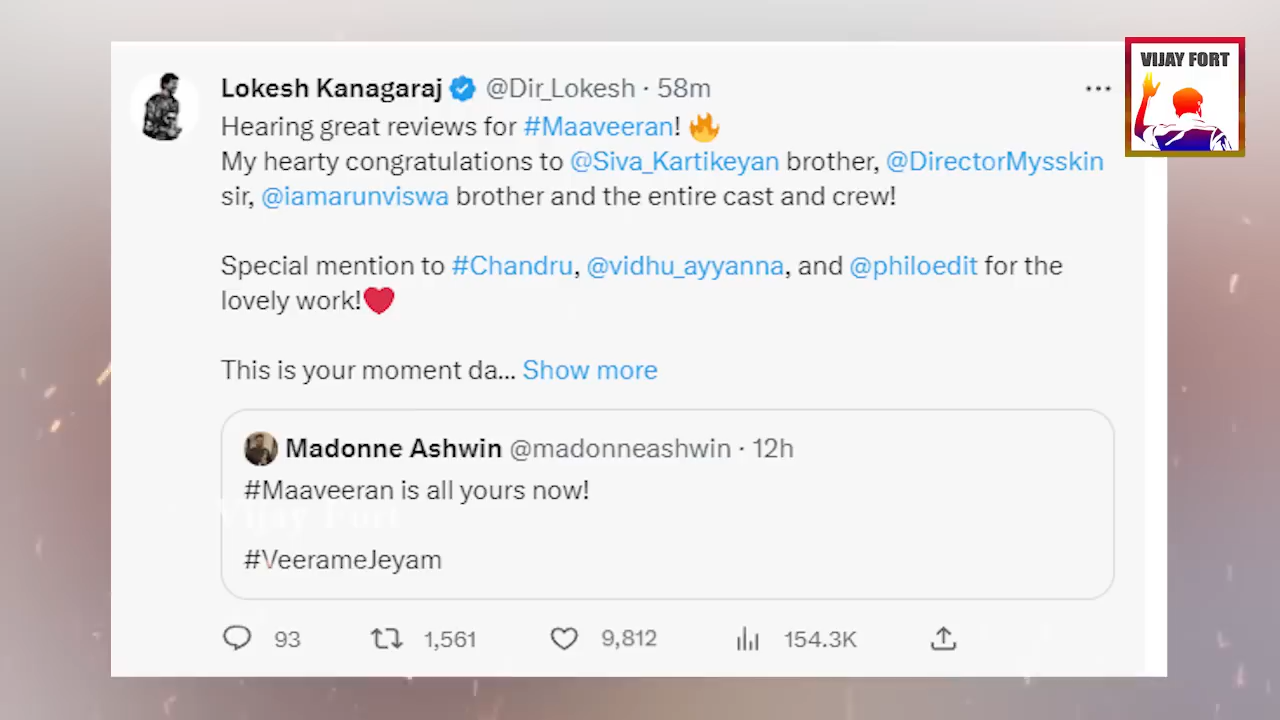 VIJAY FORT
Lokesh Kanagaraj @Dir_Lokesh · 58m
Hearing great reviews for #Maaveeran! 🔥
My hearty congratulations to @Siva_Kartikeyan brother, @DirectorMysskin
sir, @iamarunviswa brother and the entire cast and crew!
Special mention to #Chandru, @vidhu_ayyanna, and @philoedit for the
lovely work!❤️
This is your moment da... Show more
Madonne Ashwin @madonneashwin · 12h
#Maaveeran is all yours now!
Vijay Fort
#VeerameJeyam
93 1,561 9,812 154.3K